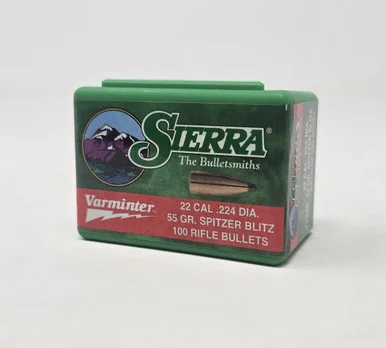 SIERRA®
The Bulletsmiths
Varminter
22 CAL .224 DIA.
55 GR. SPITZER BLITZ
100 RIFLE BULLETS